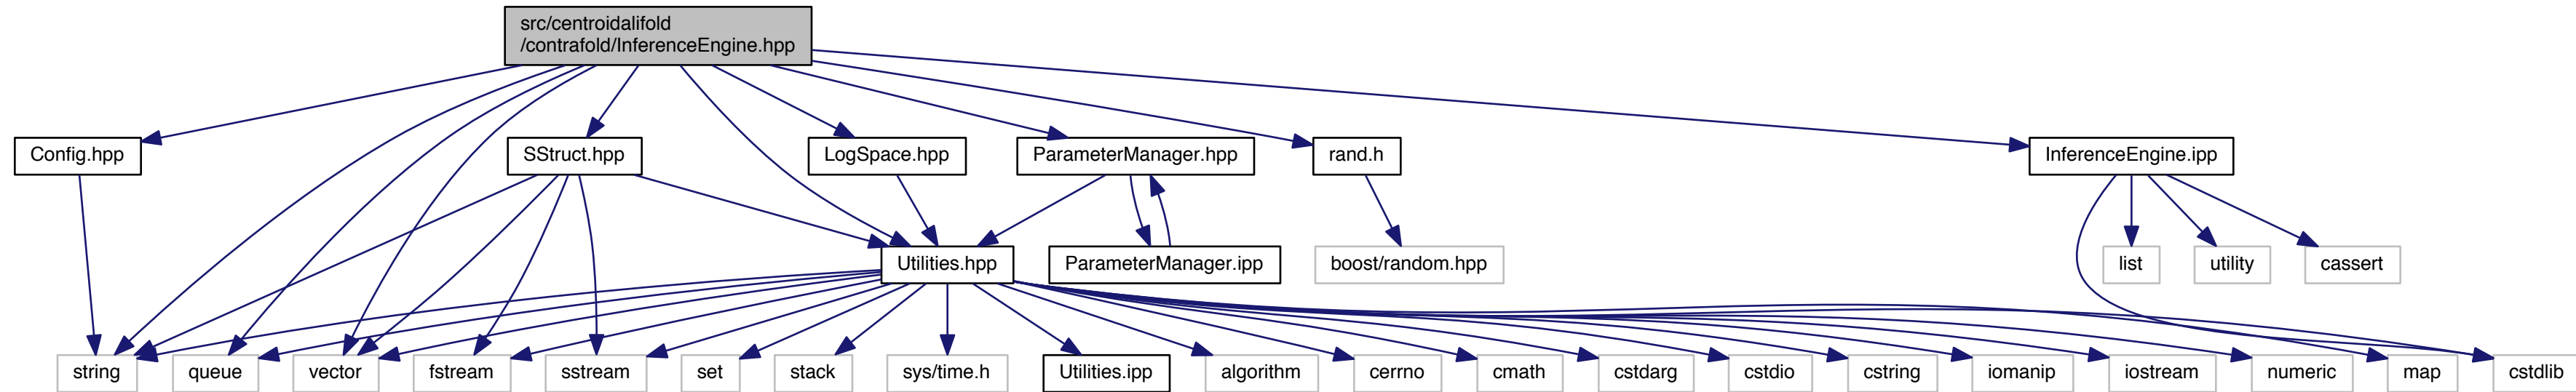 src/centroidalifold
/contrafold/InferenceEngine.hpp
Config.hpp
SStruct.hpp
LogSpace.hpp
ParameterManager.hpp
rand.h
InferenceEngine.ipp
Utilities.hpp
ParameterManager.ipp
boost/random.hpp
list
utility
cassert
string
queue
vector
fstream
sstream
set
stack
sys/time.h
Utilities.ipp
algorithm
cerrno
cmath
cstdarg
cstdio
cstring
iomanip
iostream
numeric
map
cstdlib